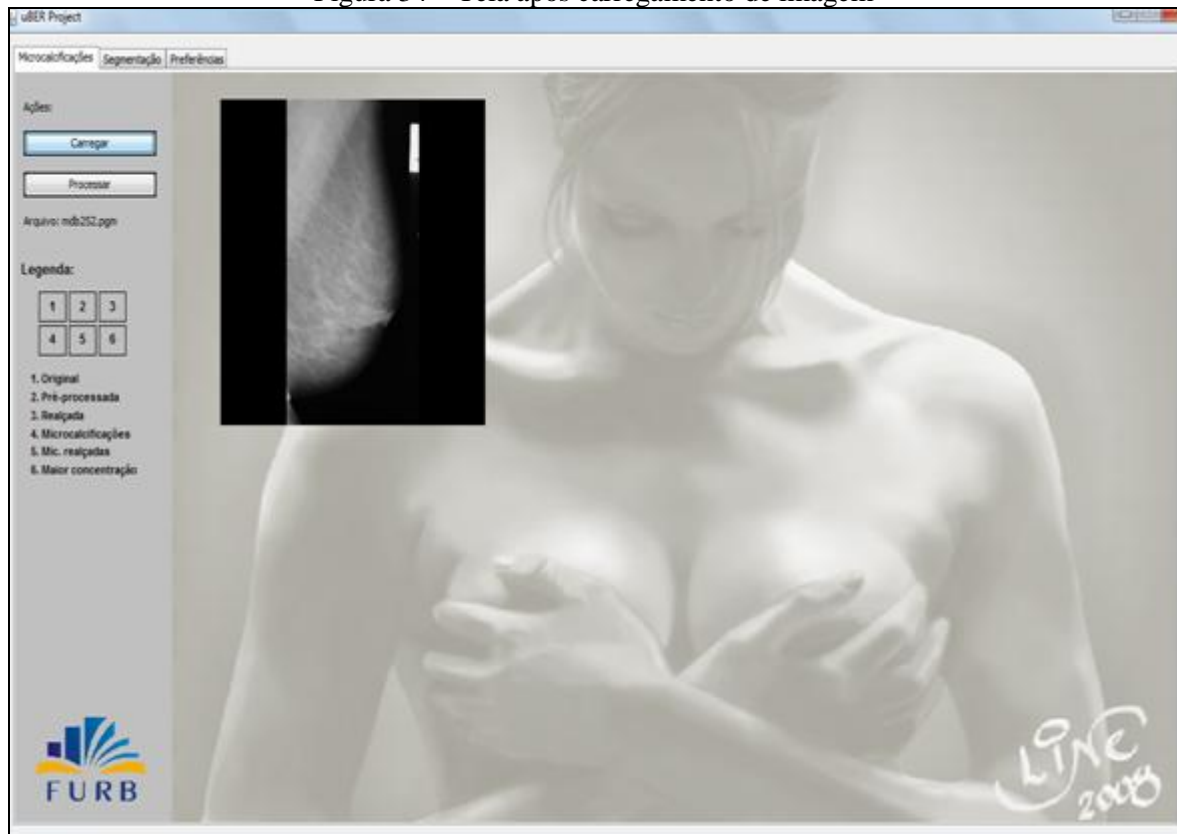 Figura 34 – Tela após carregamento de imagem
uBER Project
Microcalcificações Segmentação Preferências
Ações:
Carregar
Processar
Arquivo: mdb252.pgm
Legenda:
1 2 3
4 5 6
1. Original
2. Pré-processada
3. Realçada
4. Microcalcificações
5. Mic. realçadas
6. Maior concentração
FURB
LINE
2008